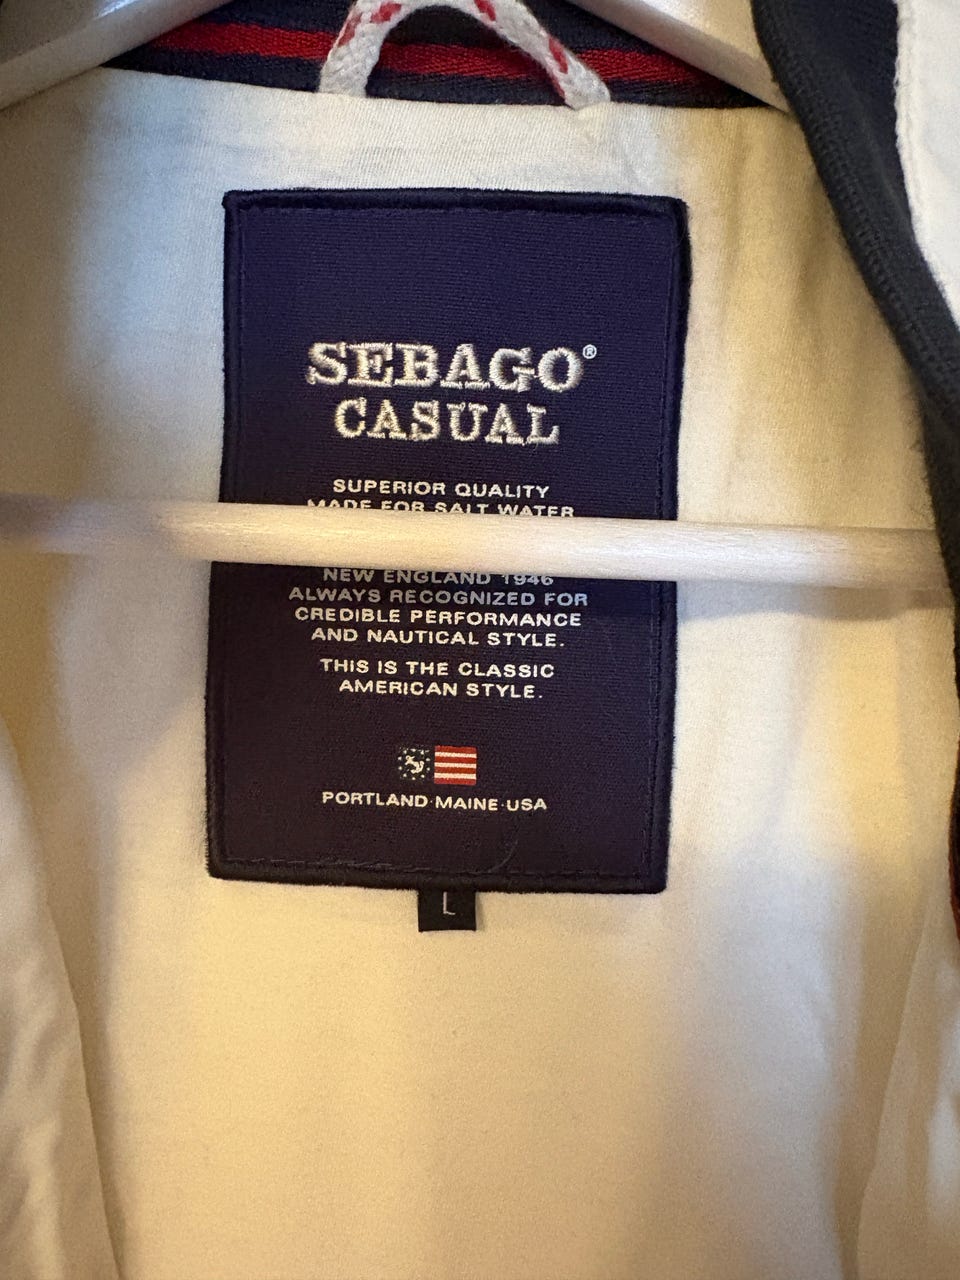 SEBAGO®
CASUAL
SUPERIOR QUALITY
MADE FOR SALT WATER
NEW ENGLAND 1946
ALWAYS RECOGNIZED FOR
CREDIBLE PERFORMANCE
AND NAUTICAL STYLE.
THIS IS THE CLASSIC
AMERICAN STYLE.
PORTLAND·MAINE·USA
L